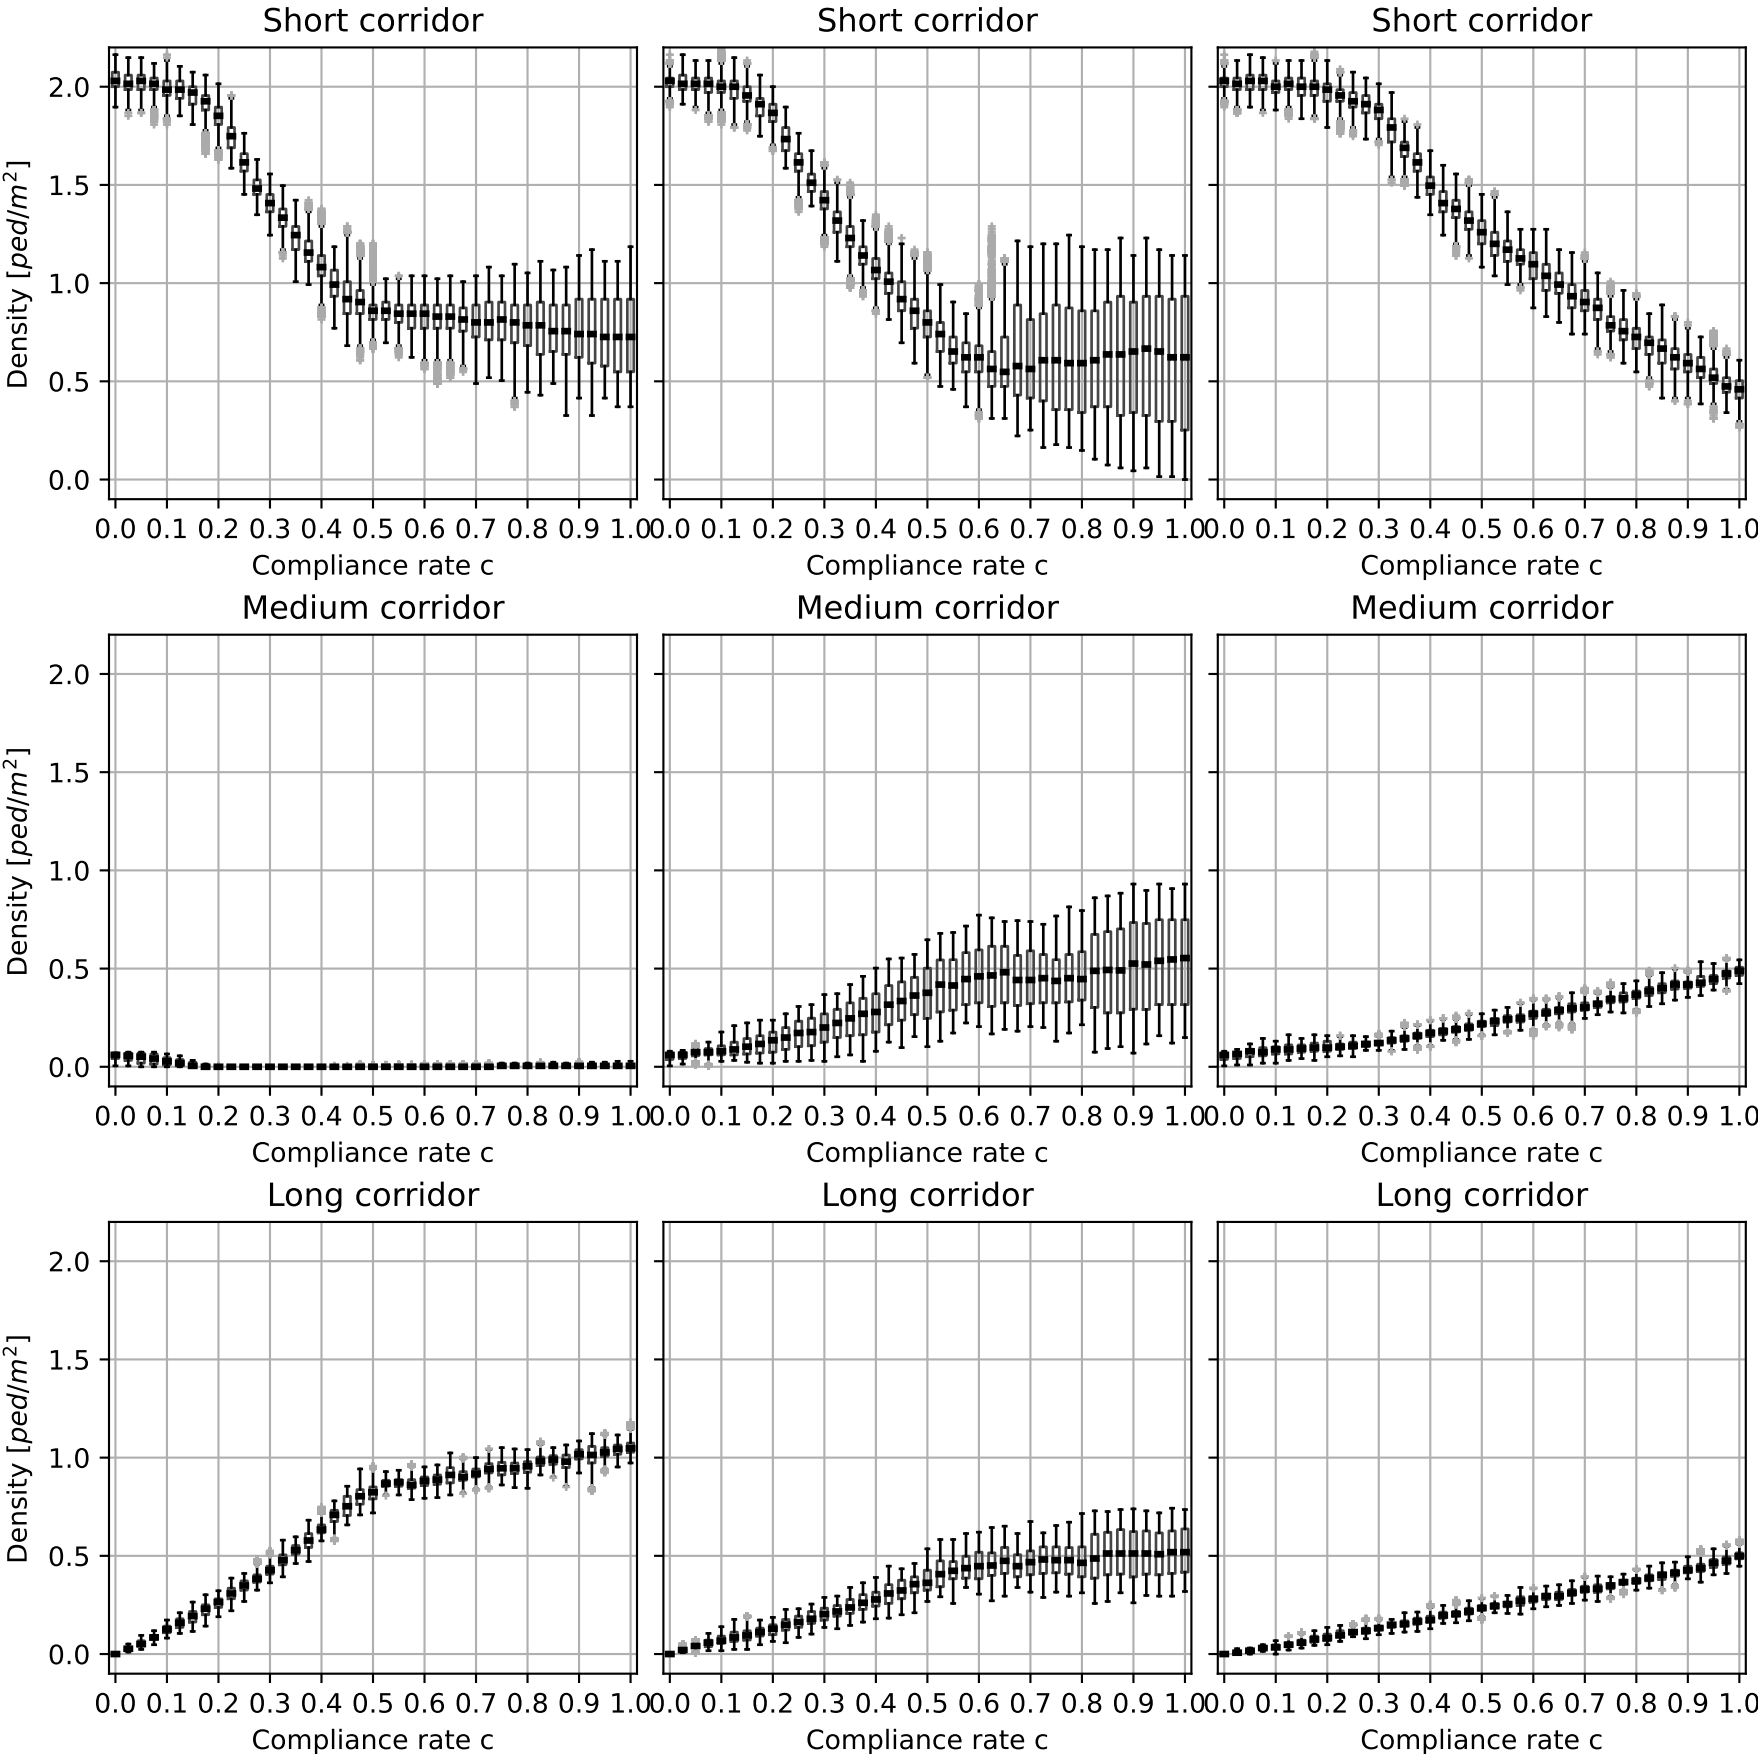 Short corridor Short corridor Short corridor
Density [ped/m²]
2.0
1.5
1.0
0.5
0.0
0.0 0.1 0.2 0.3 0.4 0.5 0.6 0.7 0.8 0.9 1.0 0.0 0.1 0.2 0.3 0.4 0.5 0.6 0.7 0.8 0.9 1.0 0.0 0.1 0.2 0.3 0.4 0.5 0.6 0.7 0.8 0.9 1.0
Compliance rate c Compliance rate c Compliance rate c
Medium corridor Medium corridor Medium corridor
Density [ped/m²]
2.0
1.5
1.0
0.5
0.0
0.0 0.1 0.2 0.3 0.4 0.5 0.6 0.7 0.8 0.9 1.0 0.0 0.1 0.2 0.3 0.4 0.5 0.6 0.7 0.8 0.9 1.0 0.0 0.1 0.2 0.3 0.4 0.5 0.6 0.7 0.8 0.9 1.0
Compliance rate c Compliance rate c Compliance rate c
Long corridor Long corridor Long corridor
Density [ped/m²]
2.0
1.5
1.0
0.5
0.0
0.0 0.1 0.2 0.3 0.4 0.5 0.6 0.7 0.8 0.9 1.0 0.0 0.1 0.2 0.3 0.4 0.5 0.6 0.7 0.8 0.9 1.0 0.0 0.1 0.2 0.3 0.4 0.5 0.6 0.7 0.8 0.9 1.0
Compliance rate c Compliance rate c Compliance rate c